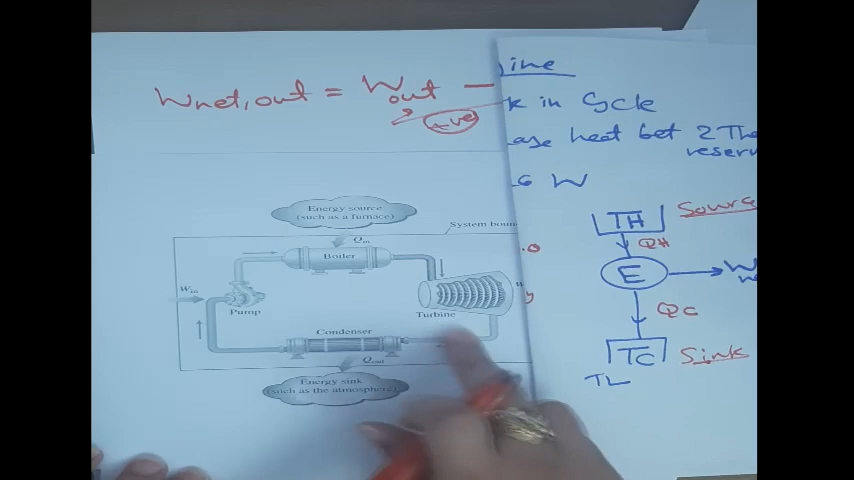 Wnet,out = Wout −
+ve
Energy source
(such as a furnace)
System boun
Qin
Boiler
Win
Pump
Turbine
Condenser
Qout
Energy sink
(such as the atmosphere)
ine
k in Cycle
ase heat bet 2 The
reserv
W
TH
Source
QH
E
W
QC
TC
Sink
TL